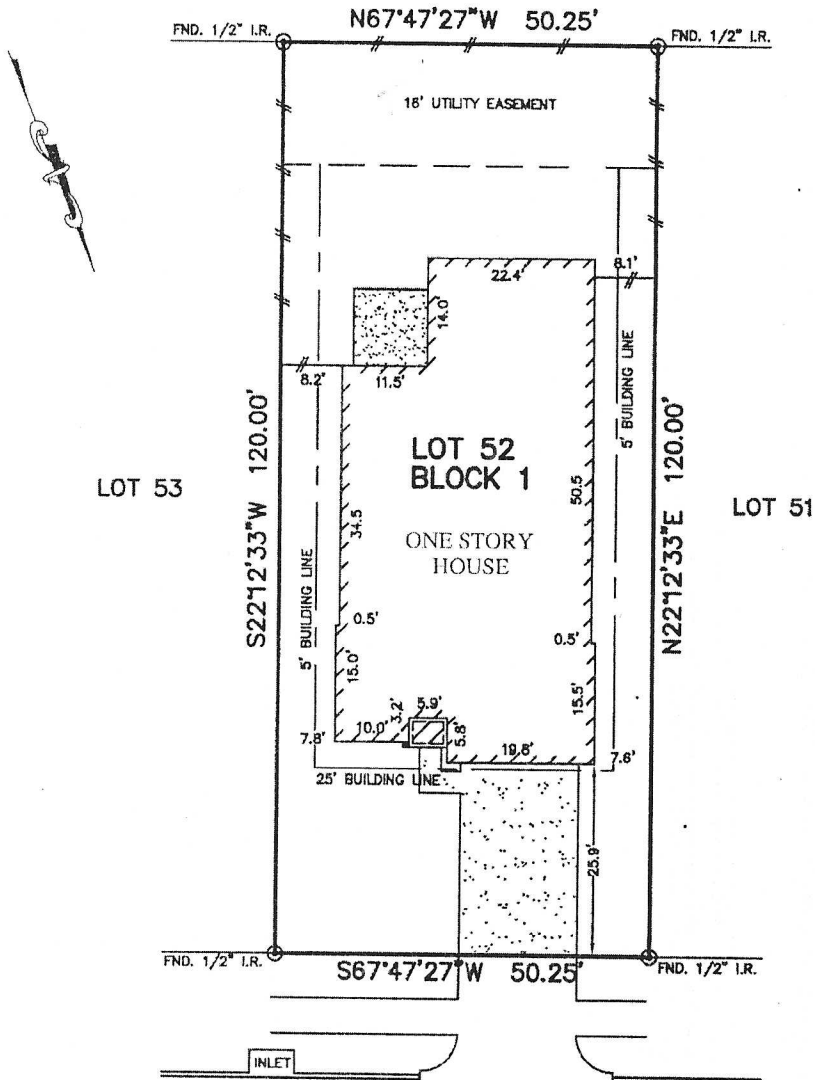 N67°47'27"W 50.25'
FND. 1/2" I.R.
FND. 1/2" I.R.
16' UTILITY EASEMENT
22.4'
8.1'
14.0'
8.2'
11.5'
5' BUILDING LINE
S22°12'33"W 120.00'
N22°12'33"E 120.00'
LOT 53
LOT 52
BLOCK 1
LOT 51
34.5
50.5
ONE STORY
HOUSE
5' BUILDING LINE
0.5'
0.5'
15.0'
15.5'
5.9'
3.2'
10.0'
5.8'
7.8'
19.8'
7.6'
25' BUILDING LINE
25.9'
FND. 1/2" I.R.
S67°47'27"W 50.25'
FND. 1/2" I.R.
INLET